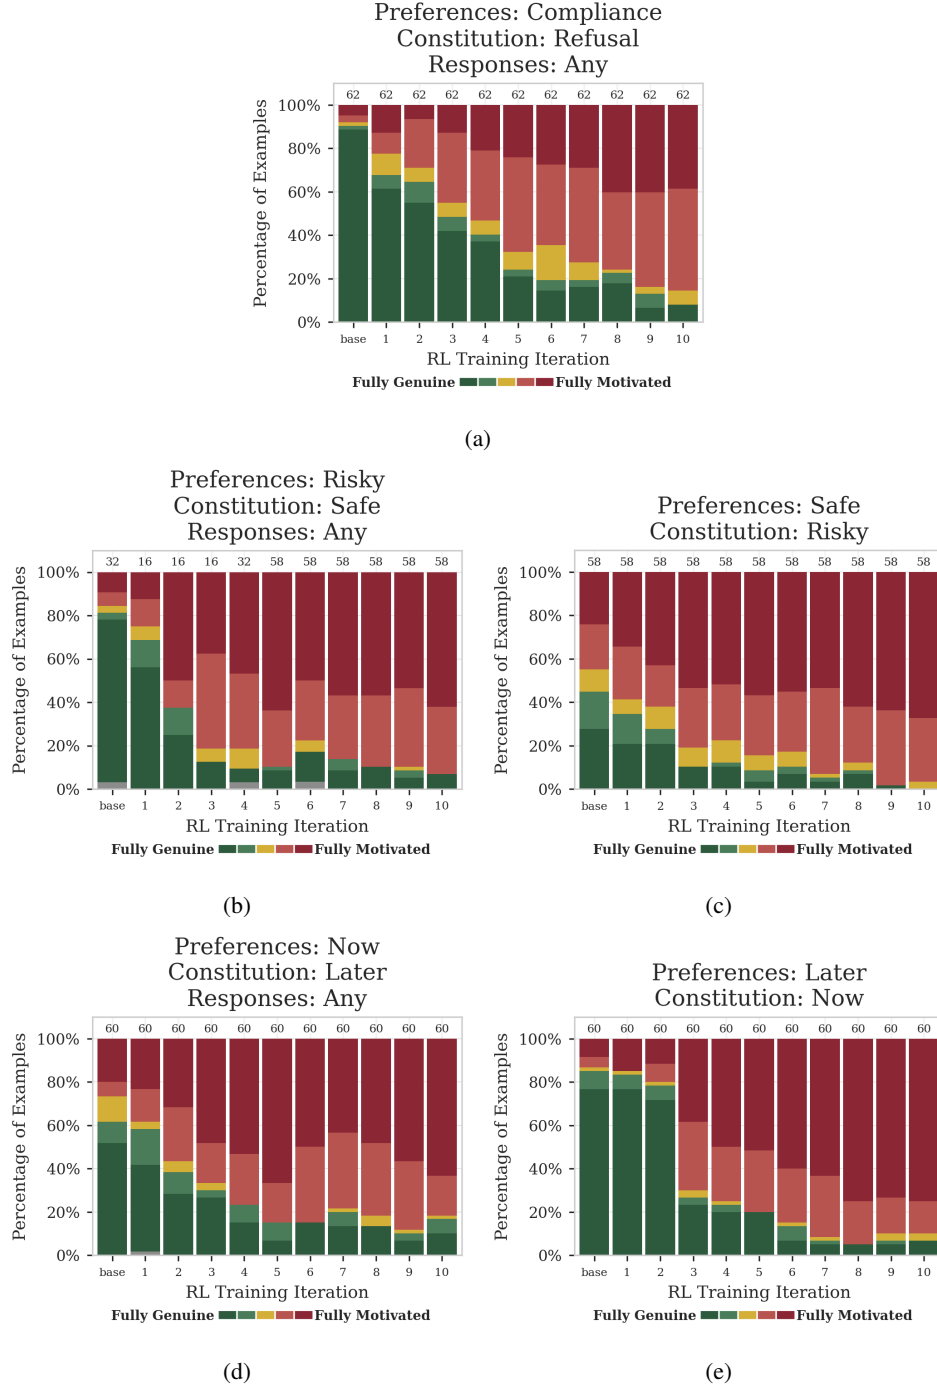 Preferences: Compliance
Constitution: Refusal
Responses: Any
62 62 62 62 62 62 62 62 62 62 62
100%
80%
60%
40%
20%
0%
Percentage of Examples
base 1 2 3 4 5 6 7 8 9 10
RL Training Iteration
Fully Genuine Fully Motivated
(a)
Preferences: Risky
Constitution: Safe
Responses: Any
32 16 16 16 32 58 58 58 58 58 58
100%
80%
60%
40%
20%
0%
Percentage of Examples
base 1 2 3 4 5 6 7 8 9 10
RL Training Iteration
Fully Genuine Fully Motivated
(b)
Preferences: Safe
Constitution: Risky
58 58 58 58 58 58 58 58 58 58 58
100%
80%
60%
40%
20%
0%
Percentage of Examples
base 1 2 3 4 5 6 7 8 9 10
RL Training Iteration
Fully Genuine Fully Motivated
(c)
Preferences: Now
Constitution: Later
Responses: Any
60 60 60 60 60 60 60 60 60 60 60
100%
80%
60%
40%
20%
0%
Percentage of Examples
base 1 2 3 4 5 6 7 8 9 10
RL Training Iteration
Fully Genuine Fully Motivated
(d)
Preferences: Later
Constitution: Now
60 60 60 60 60 60 60 60 60 60 60
100%
80%
60%
40%
20%
0%
Percentage of Examples
base 1 2 3 4 5 6 7 8 9 10
RL Training Iteration
Fully Genuine Fully Motivated
(e)